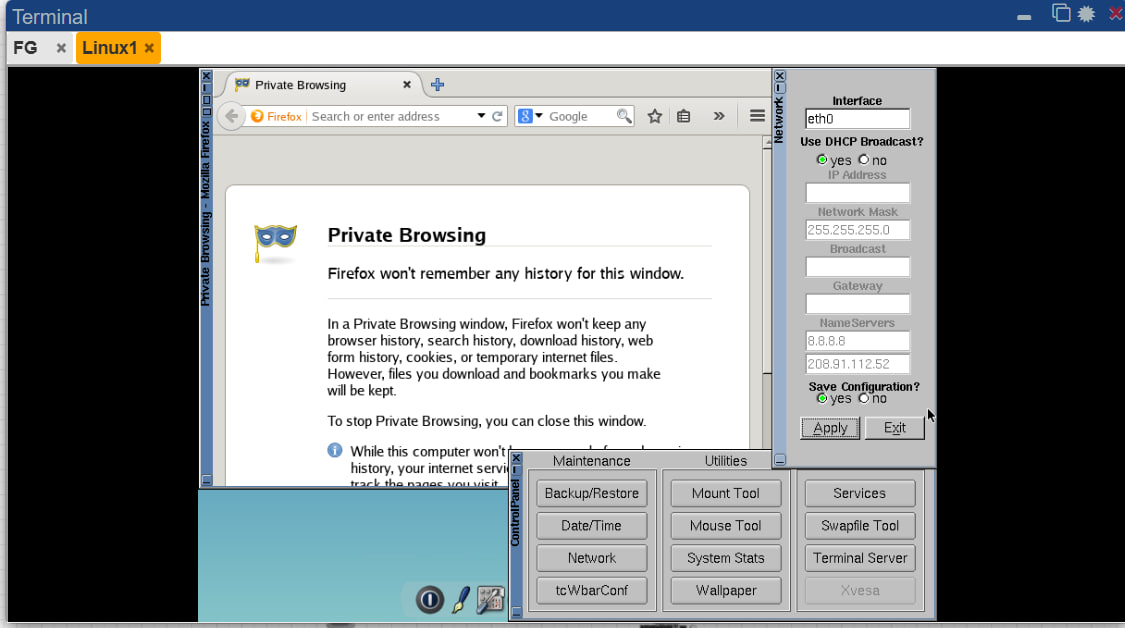 Terminal
FG
Linux1
Private Browsing - Mozilla Firefox
Private Browsing
Firefox
Search or enter address
8
Google
Private Browsing
Firefox won't remember any history for this window.
In a Private Browsing window, Firefox won't keep any
browser history, search history, download history, web
form history, cookies, or temporary internet files.
However, files you download and bookmarks you make
will be kept.
To stop Private Browsing, you can close this window.
While this computer won't
history, your internet
track the pages you visit.
Network
Interface
eth0
Use DHCP Broadcast?
yes no
IP Address
Network Mask
255.255.255.0
Broadcast
Gateway
NameServers
8.8.8.8
208.91.112.52
Save Configuration?
yes no
Apply Exit
ControlPanel
Maintenance Utilities
Backup/Restore Mount Tool Services
Date/Time Mouse Tool Swapfile Tool
Network System Stats Terminal Server
tcWbarConf Wallpaper Xvesa